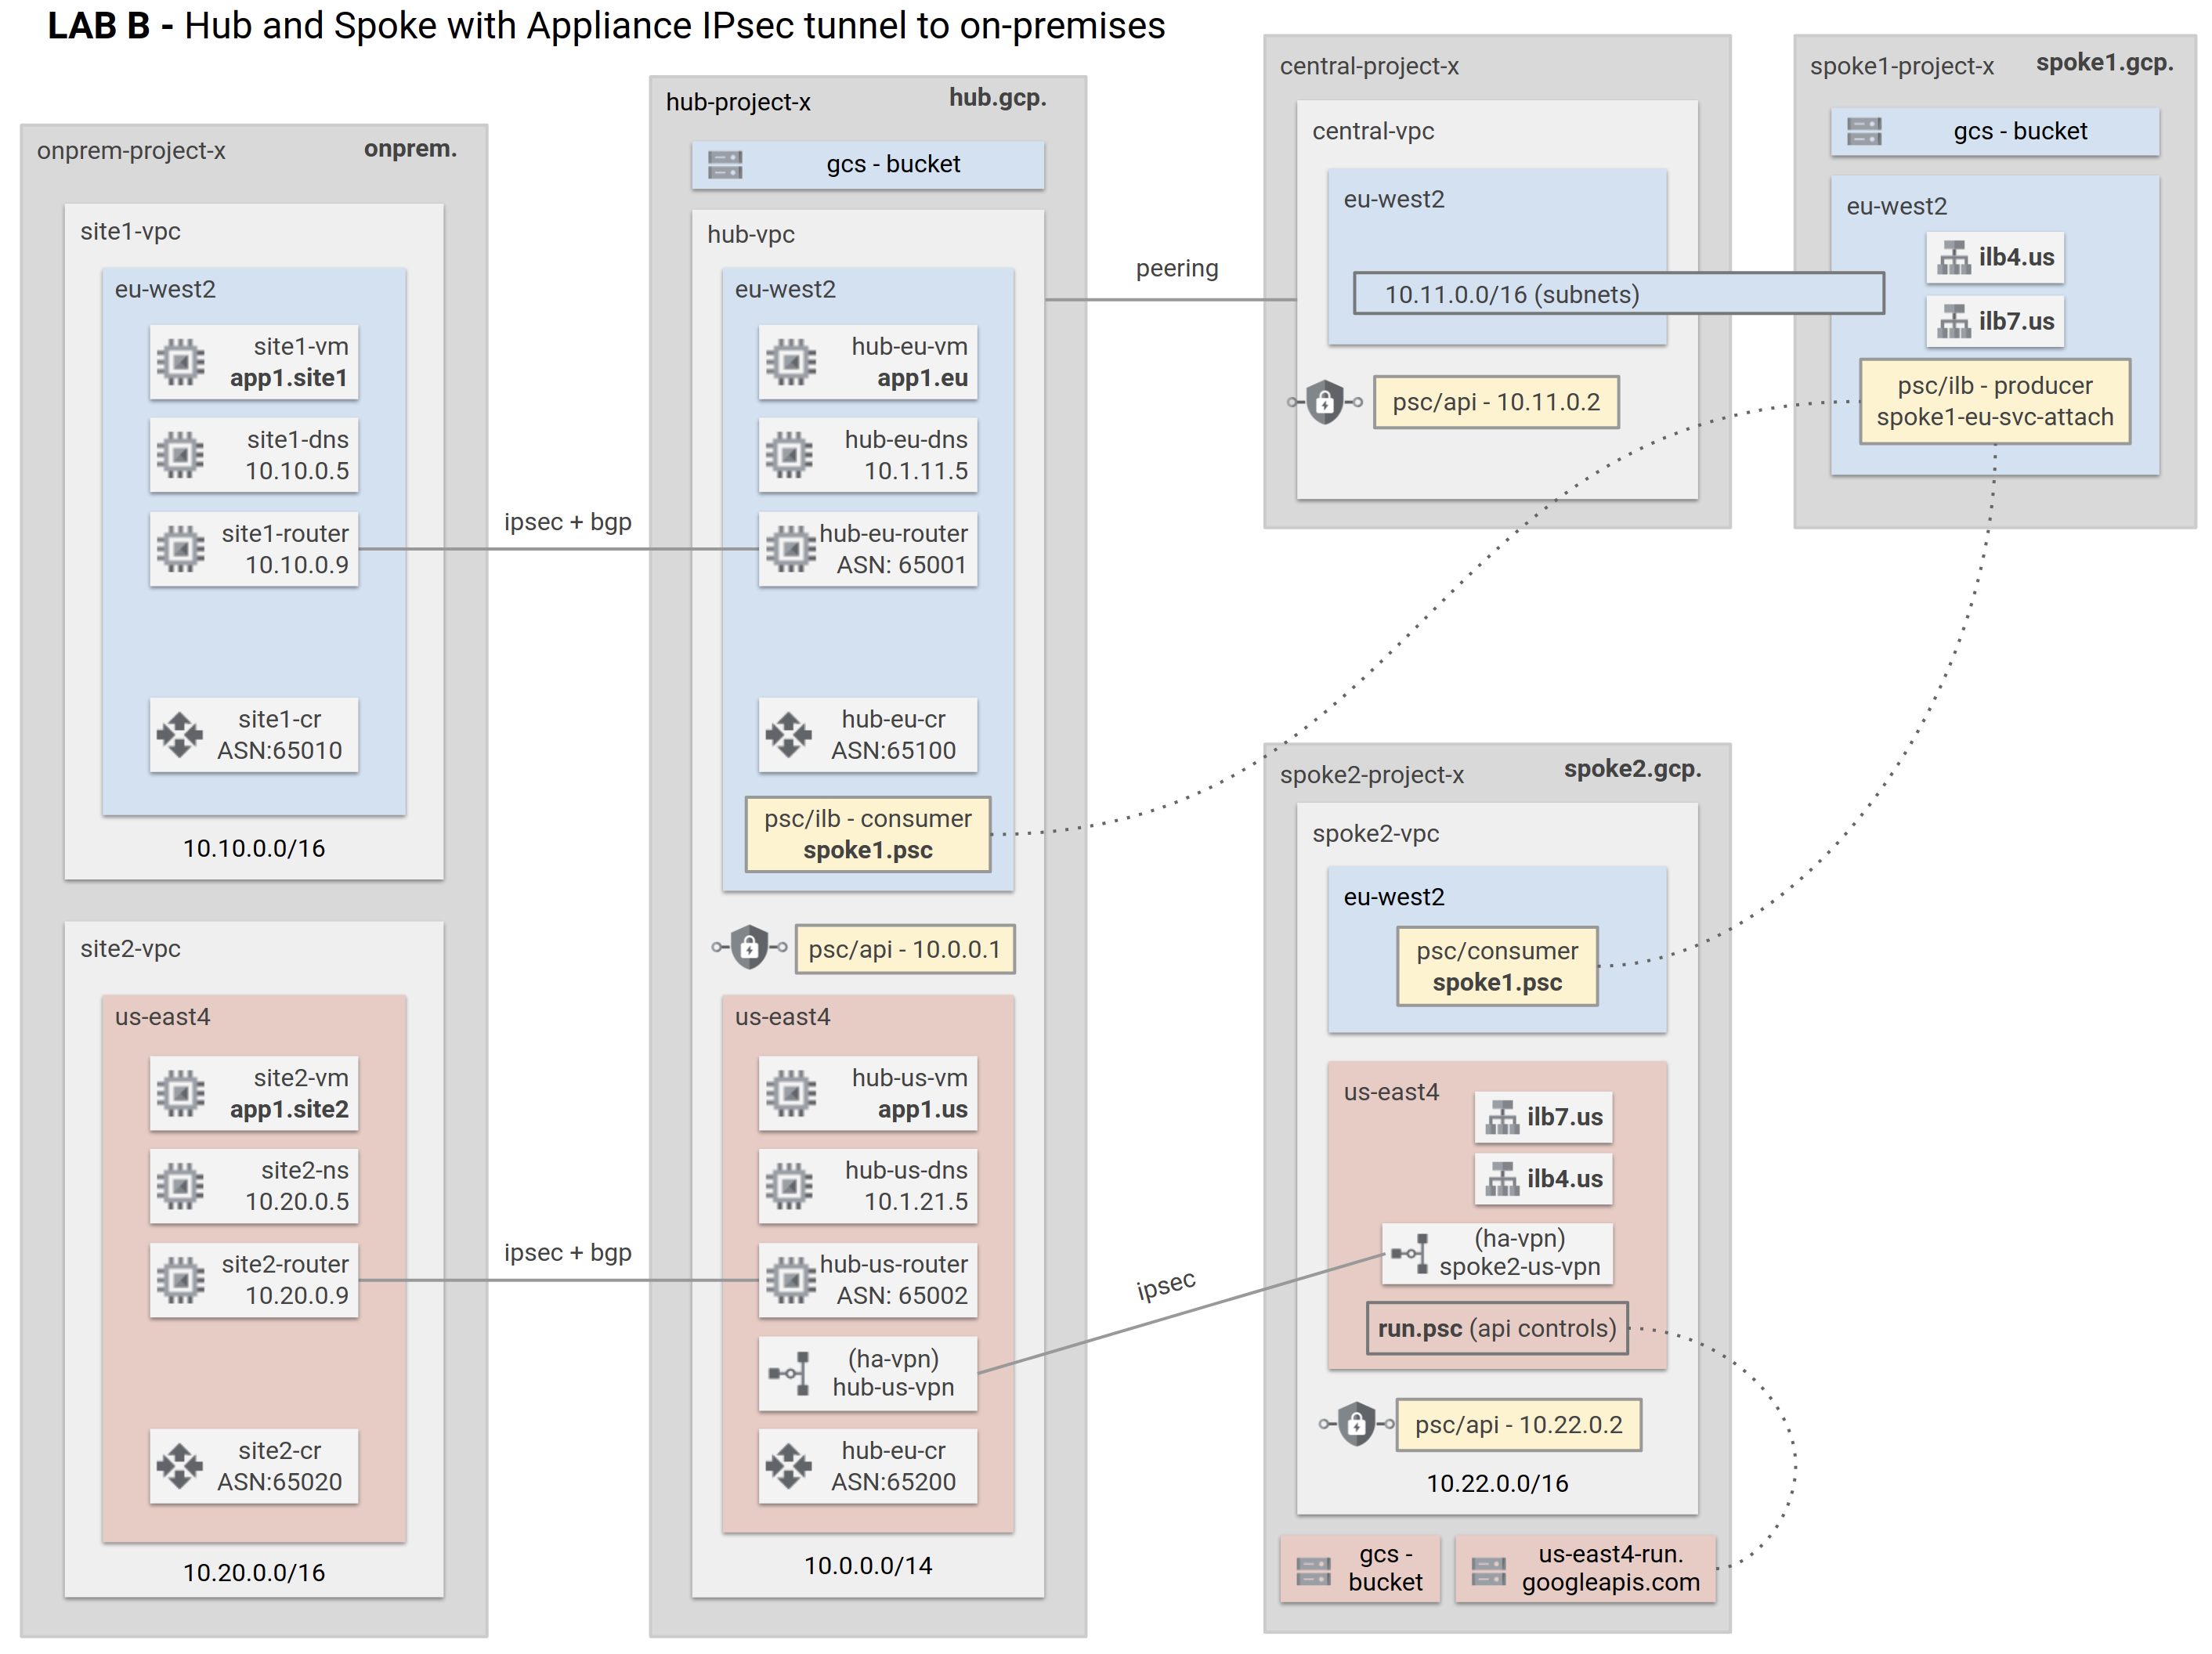 LAB B - Hub and Spoke with Appliance IPsec tunnel to on-premises
onprem-project-x
onprem.
site1-vpc
eu-west2
site1-vm
app1.site1
site1-dns
10.10.0.5
site1-router
10.10.0.9
site1-cr
ASN:65010
10.10.0.0/16
site2-vpc
us-east4
site2-vm
app1.site2
site2-ns
10.20.0.5
site2-router
10.20.0.9
site2-cr
ASN:65020
10.20.0.0/16
ipsec + bgp
ipsec + bgp
hub-project-x
hub.gcp.
gcs - bucket
hub-vpc
eu-west2
hub-eu-vm
app1.eu
hub-eu-dns
10.1.11.5
hub-eu-router
ASN: 65001
hub-eu-cr
ASN:65100
psc/ilb - consumer
spoke1.psc
psc/api - 10.0.0.1
us-east4
hub-us-vm
app1.us
hub-us-dns
10.1.21.5
hub-us-router
ASN: 65002
(ha-vpn)
hub-us-vpn
hub-eu-cr
ASN:65200
10.0.0.0/14
peering
ipsec
central-project-x
central-vpc
eu-west2
10.11.0.0/16 (subnets)
psc/api - 10.11.0.2
spoke1-project-x
spoke1.gcp.
gcs - bucket
eu-west2
ilb4.us
ilb7.us
psc/ilb - producer
spoke1-eu-svc-attach
spoke2-project-x
spoke2.gcp.
spoke2-vpc
eu-west2
psc/consumer
spoke1.psc
us-east4
ilb7.us
ilb4.us
(ha-vpn)
spoke2-us-vpn
run.psc (api controls)
psc/api - 10.22.0.2
10.22.0.0/16
gcs -
bucket
us-east4-run.
googleapis.com